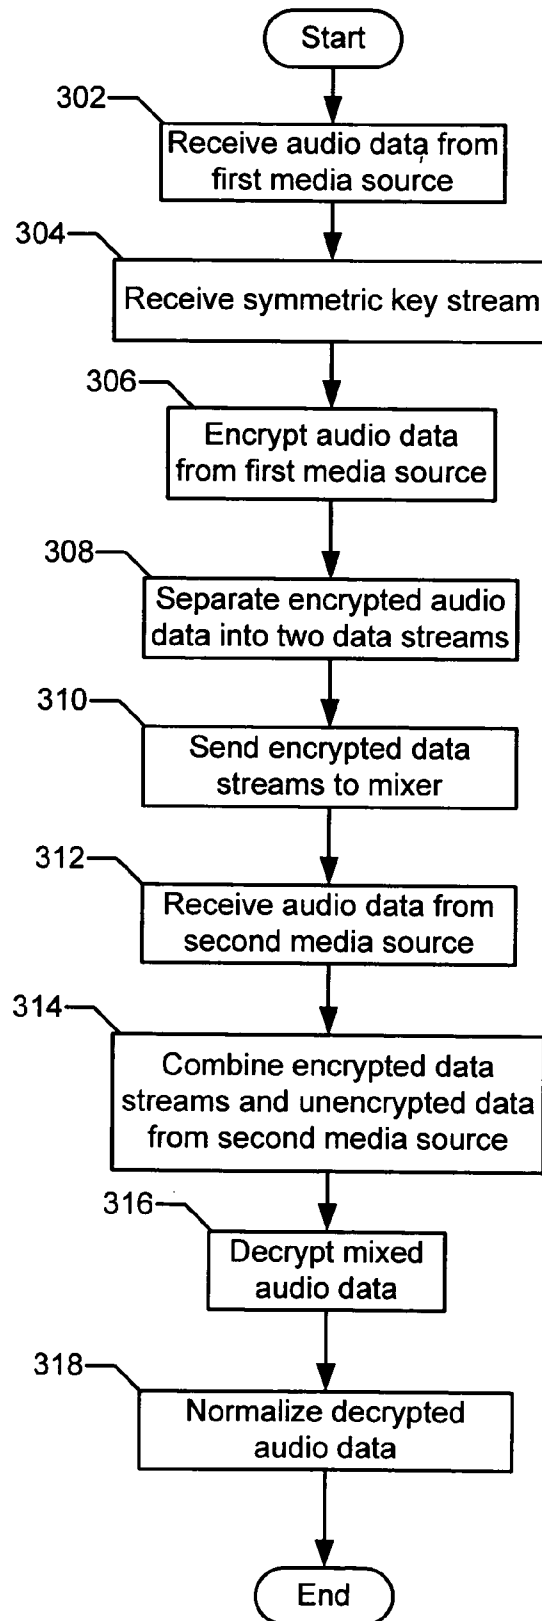 Start
302
Receive audio data from
first media source
304
Receive symmetric key stream
306
Encrypt audio data
from first media source
308
Separate encrypted audio
data into two data streams
310
Send encrypted data
streams to mixer
312
Receive audio data from
second media source
314
Combine encrypted data
streams and unencrypted data
from second media source
316
Decrypt mixed
audio data
318
Normalize decrypted
audio data
End